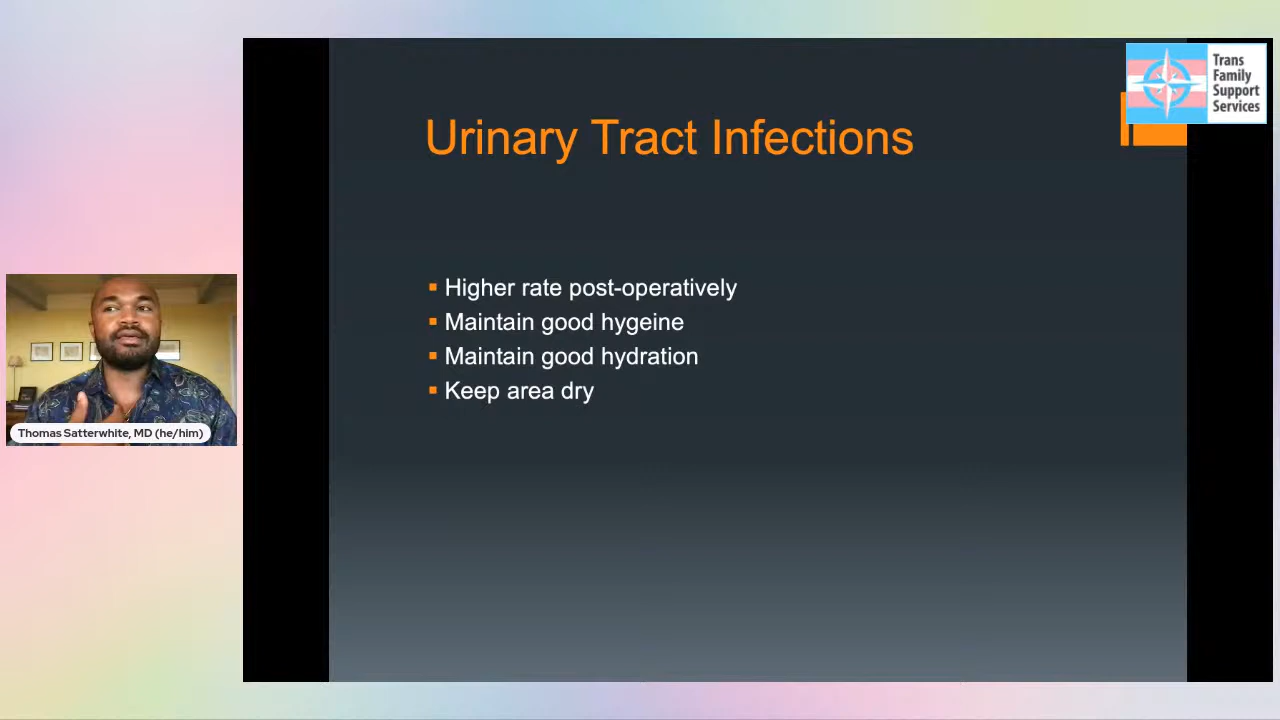 Trans
Family
Support
Services
Urinary Tract Infections
Higher rate post-operatively
Maintain good hygeine
Maintain good hydration
Keep area dry
Thomas Satterwhite, MD (he/him)